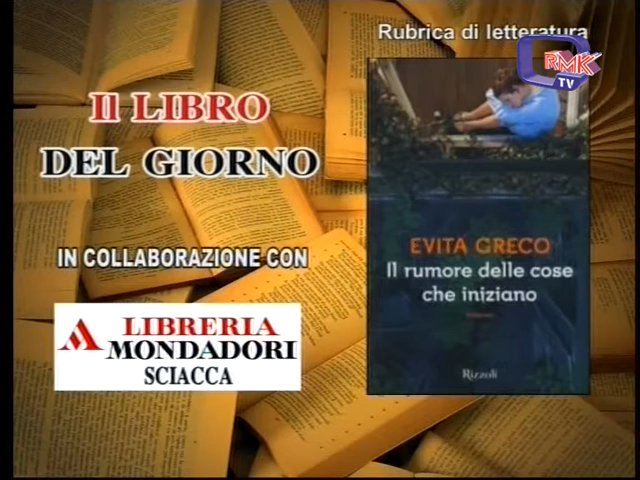 Rubrica di letteratura
RMK
TV
Il LIBRO
DEL GIORNO
IN COLLABORAZIONE CON
LIBRERIA
MONDADORI
SCIACCA
EVITA GRECO
Il rumore delle cose
che iniziano
Rizzoli